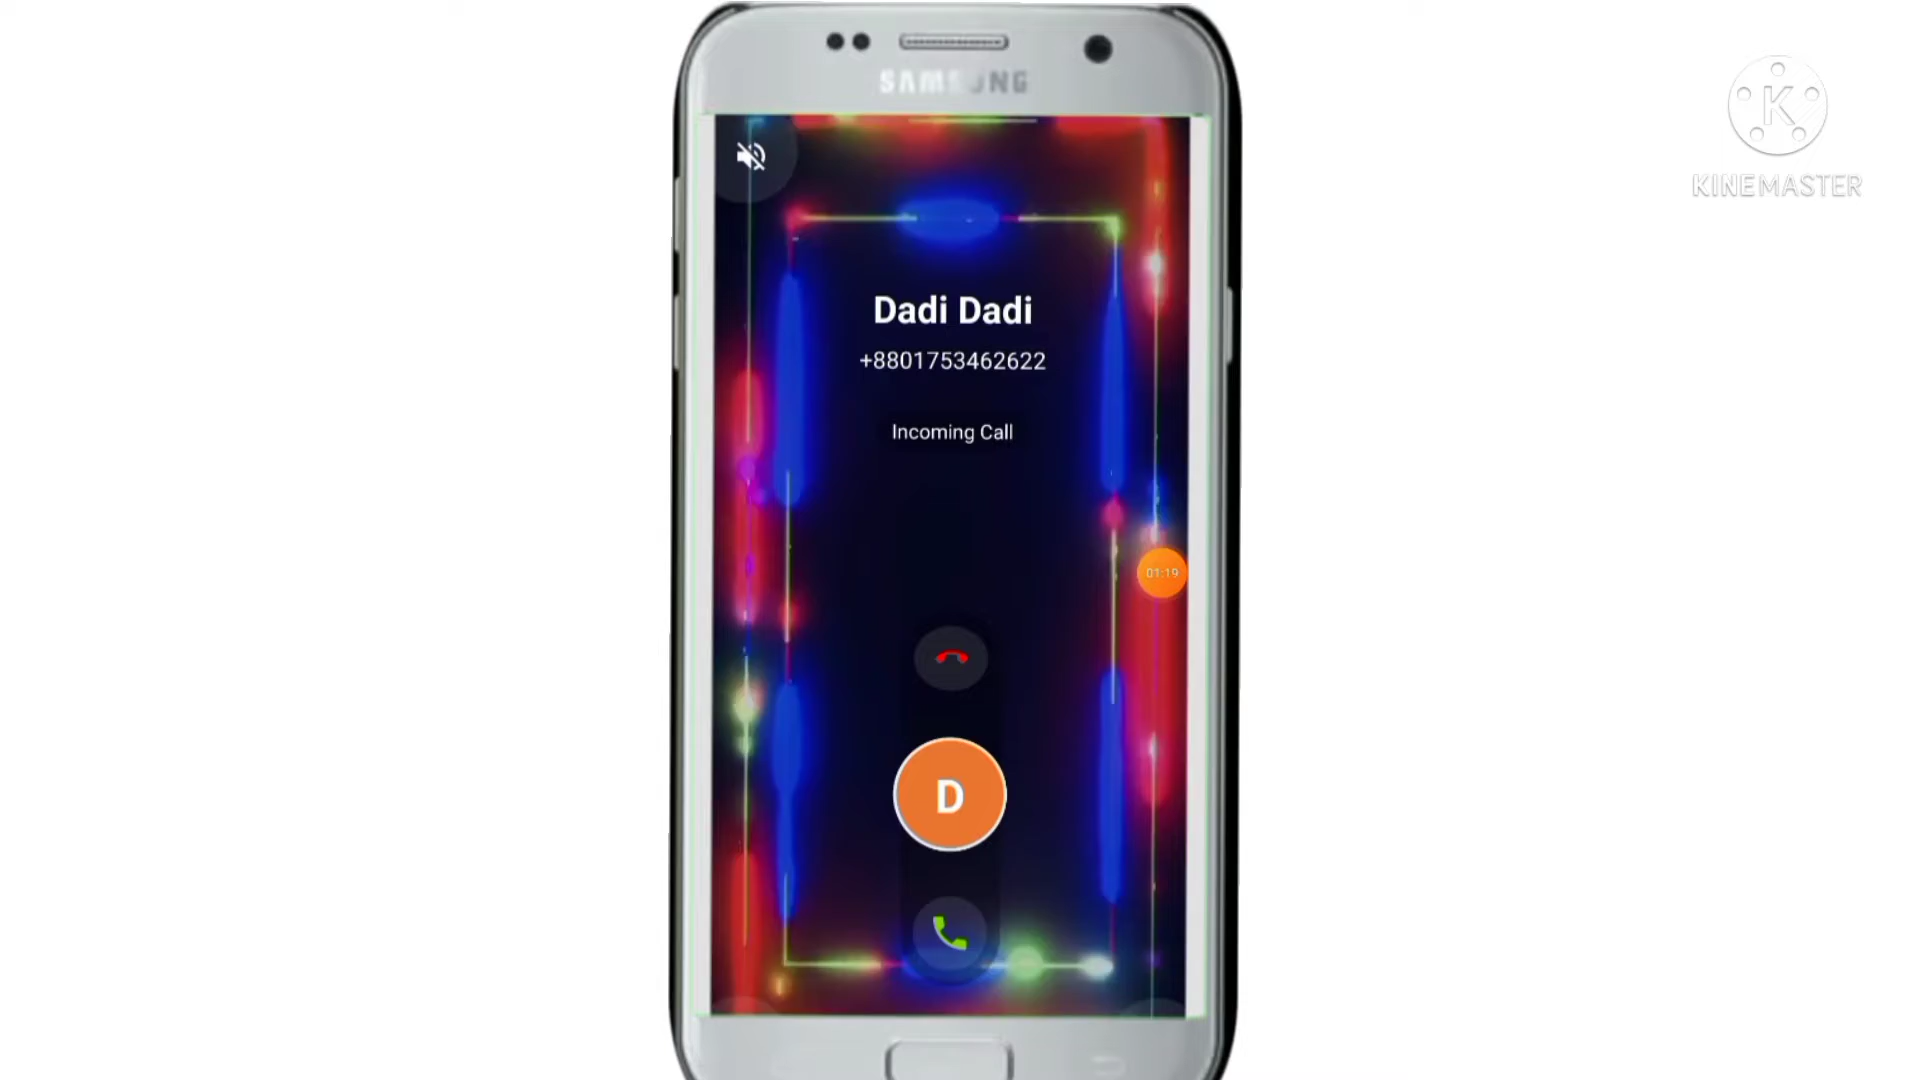 SAMSUNG
K
KINEMASTER
Dadi Dadi
+8801753462622
Incoming Call
01:19
D